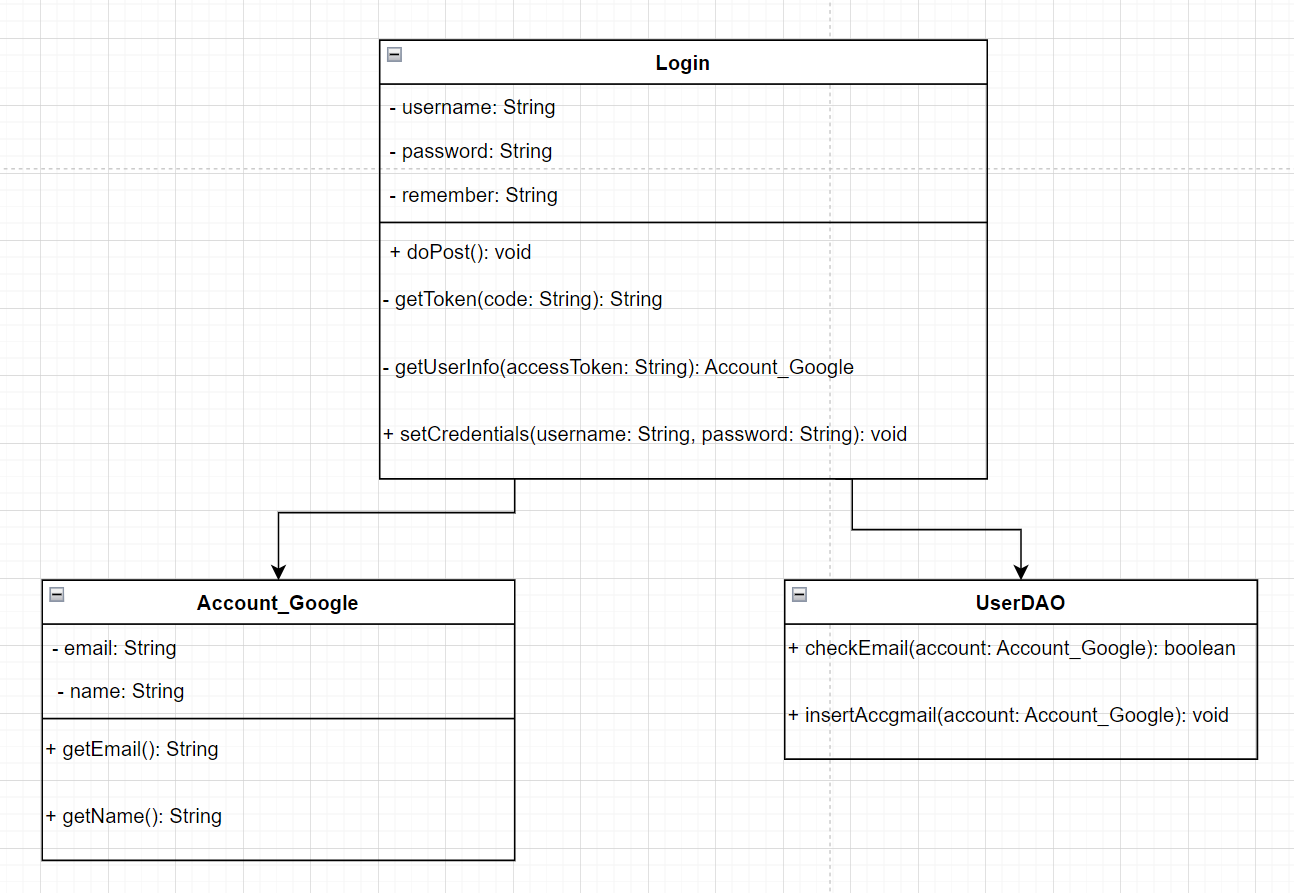 Login
- username: String
- password: String
- remember: String
+ doPost(): void
- getToken(code: String): String
- getUserInfo(accessToken: String): Account_Google
+ setCredentials(username: String, password: String): void
Account_Google
- email: String
- name: String
+ getEmail(): String
+ getName(): String
UserDAO
+ checkEmail(account: Account_Google): boolean
+ insertAccgmail(account: Account_Google): void